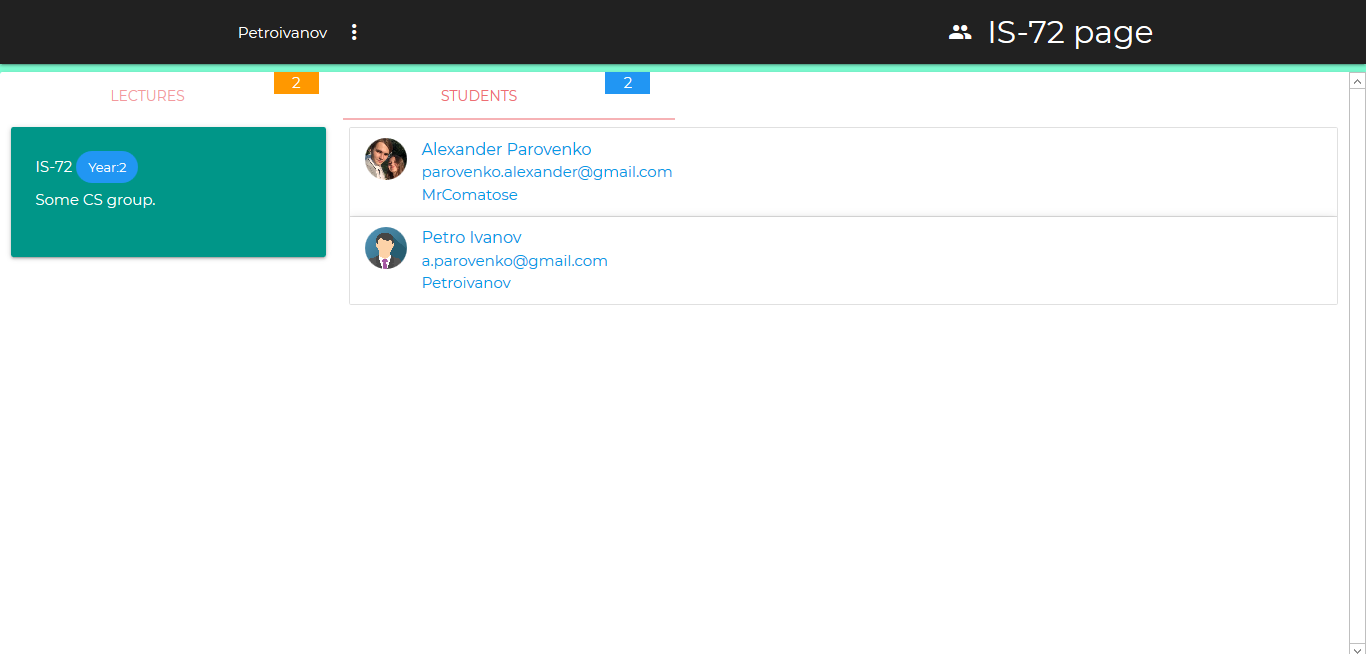 Petroivanov
IS-72 page
LECTURES
2
STUDENTS
2
IS-72 Year:2
Some CS group.
Alexander Parovenko
parovenko.alexander@gmail.com
MrComatose
Petro Ivanov
a.parovenko@gmail.com
Petroivanov